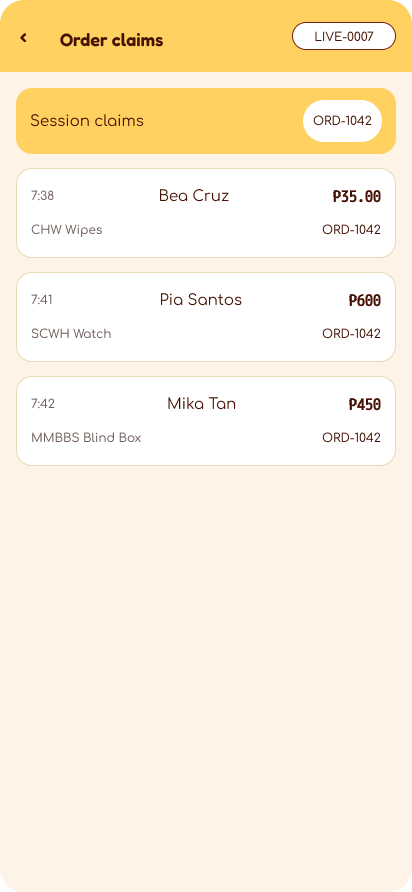 Order claims
LIVE-0007
Session claims
ORD-1042
7:38 Bea Cruz ₱35.00
CHW Wipes ORD-1042
7:41 Pia Santos ₱600
SCWH Watch ORD-1042
7:42 Mika Tan ₱450
MMBBS Blind Box ORD-1042